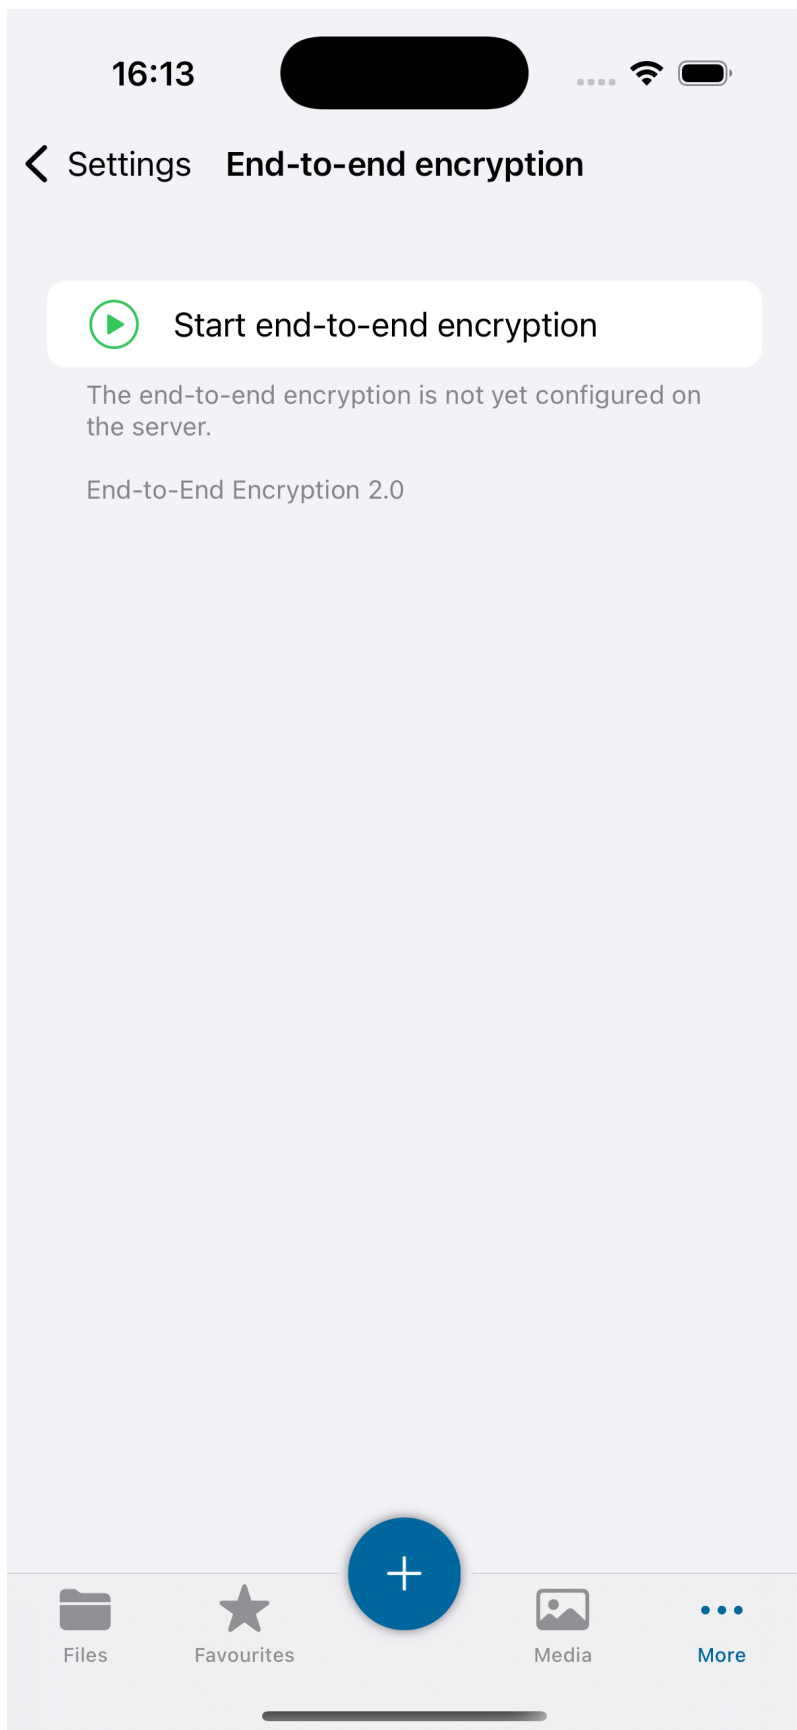 16:13
Settings End-to-end encryption
Start end-to-end encryption
The end-to-end encryption is not yet configured on
the server.
End-to-End Encryption 2.0
Files Favourites Media More